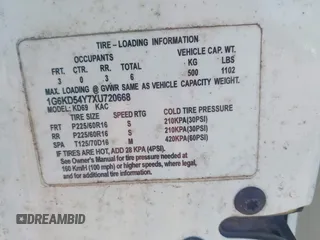 TIRE - LOADING INFORMATION
OCCUPANTS VEHICLE CAP. WT.
FRT. CTR. RR. TOTAL KG LBS
3 0 3 6 500 1102
MAX. LOADING @ GVWR SAME AS VEHICLE CAPACITY WEIGHT.
1G6KD54Y7XU720668
MODEL: KD69 KAC
TIRE SIZE SPEED RTG COLD TIRE PRESSURE
FRT P225/60R16 S 210KPA(30PSI)
RR P225/60R16 S 210KPA(30PSI)
SPA T125/70D16 M 420KPA(60PSI)
IF TIRES ARE HOT, ADD 28 KPA (4PSI).
See Owner's Manual for tire pressure if vehicle is driven at
160 Km/H (100 mph) or higher speeds, where legal, and
for additional information.
DREAMBID